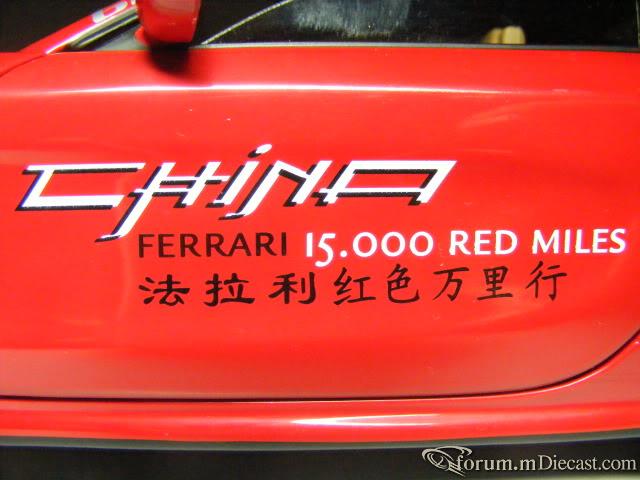 CHINA
FERRARI 15.000 RED MILES
法拉利红色万里行
forum.mDiecast.com